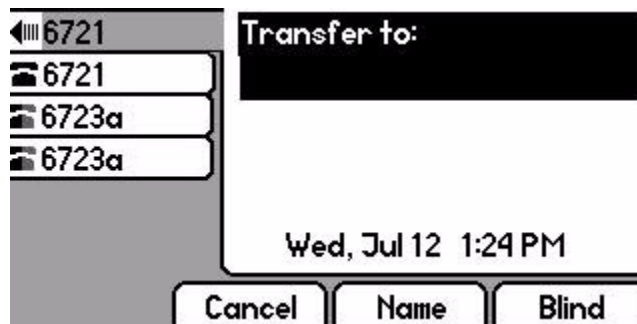 6721
Transfer to:
6721
6723a
6723a
Wed, Jul 12 1:24 PM
Cancel
Name
Blind